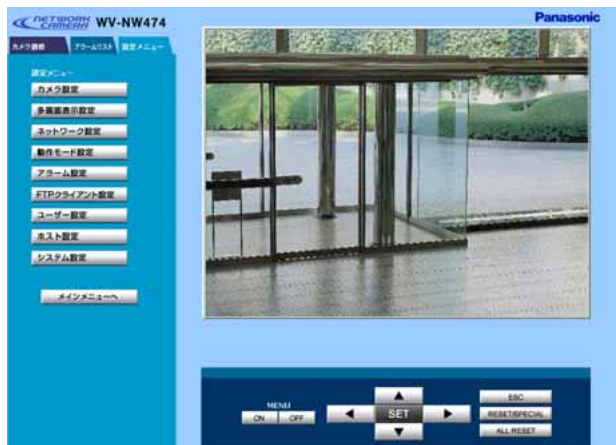 NETWORK CAMERA WV-NW474
Panasonic
カメラ調整 アラームリスト 設定メニュー
設定メニュー
カメラ設定
多画面表示設定
ネットワーク設定
動作モード設定
アラーム設定
FTPクライアント設定
ユーザー設定
ホスト設定
システム設定
メインメニューへ
MENU
ON OFF
SET
ESC
RESET/SPECIAL
ALL RESET